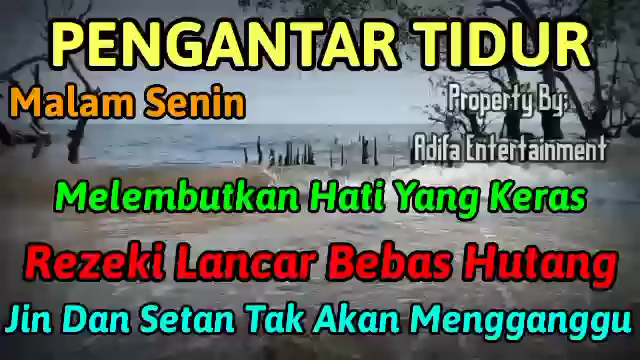 PENGANTAR TIDUR
Malam Senin
Property By:
Adifa Entertainment
Melembutkan Hati Yang Keras
Rezeki Lancar Bebas Hutang
Jin Dan Setan Tak Akan Mengganggu